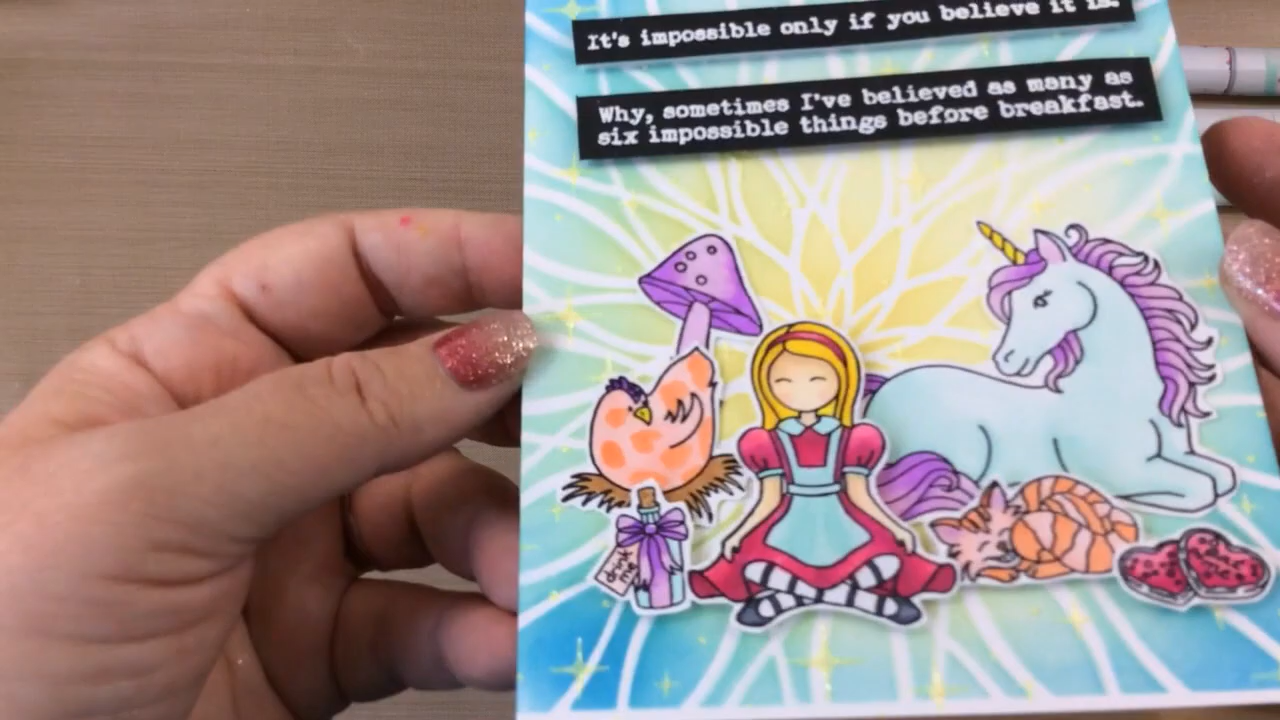 It's impossible only if you believe it is.
Why, sometimes I've believed as many as
six impossible things before breakfast.
drink
me